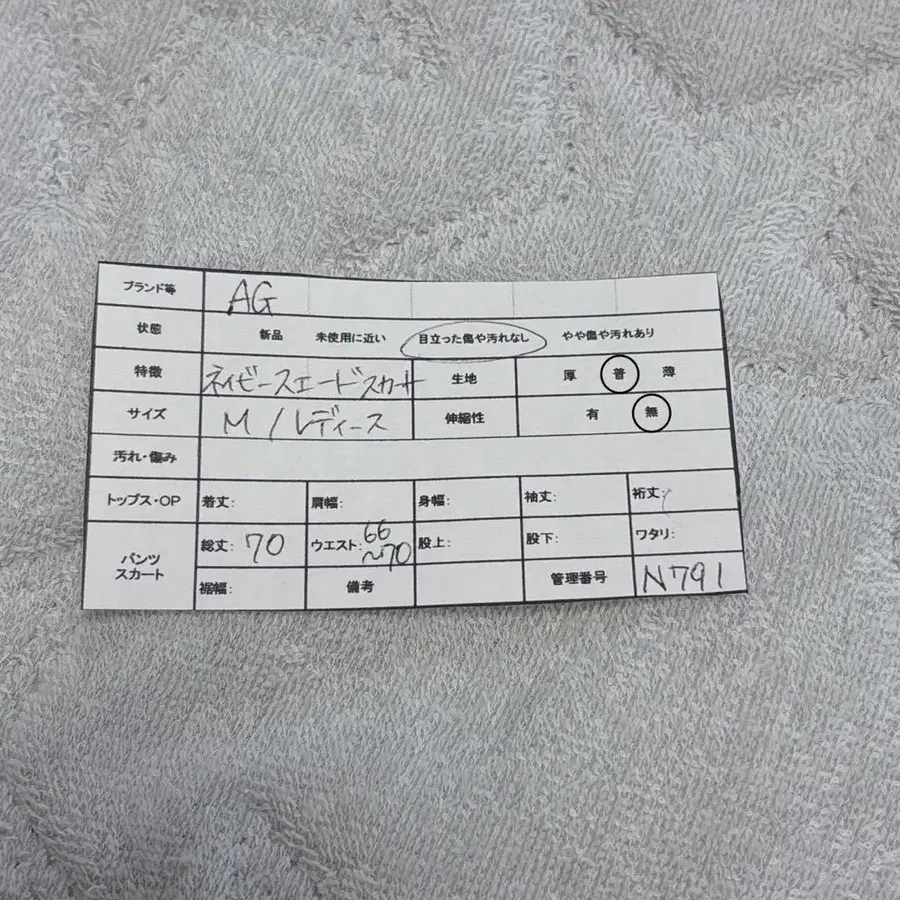 ブランド等 AG
状態 新品 未使用に近い 目立った傷や汚れなし やや傷や汚れあり
特徴 ネイビースエードスカート 生地 厚 普 薄
サイズ M/レディース 伸縮性 有 無
汚れ・傷み
トップス・OP 着丈: 肩幅: 身幅: 袖丈: 裄丈:
パンツ スカート 総丈: 70 ウエスト: 66~70 股上: 股下: ワタリ:
裾幅: 備考 管理番号 N791